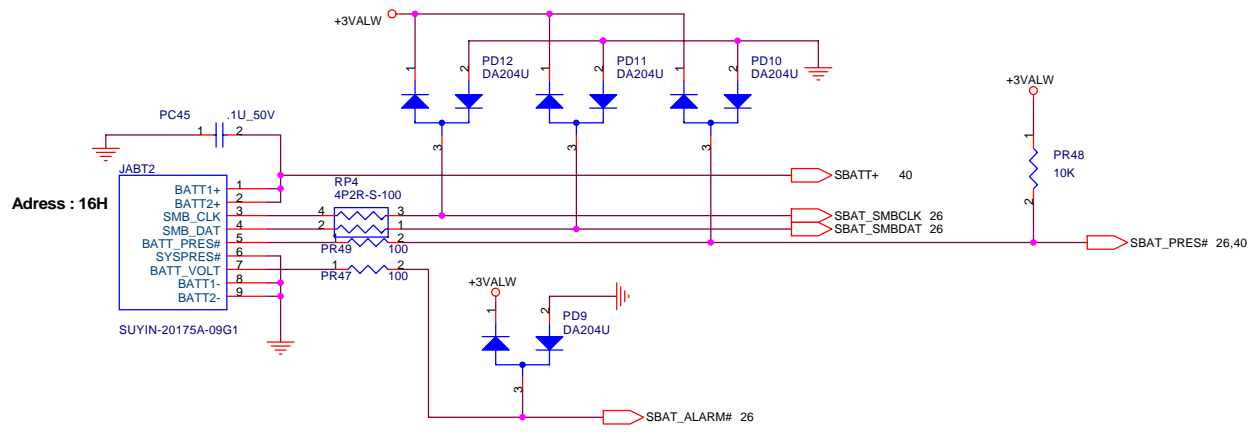 +3VALW
1
2
PD12
DA204U
1
2
PD11
DA204U
1
2
PD10
DA204U
+3VALW
3
3
3
1
PR48
10K
2
PC45
.1U_50V
1
2
JABT2
Adress : 16H
BATT1+
1
BATT2+
2
SMB_CLK
3
SMB_DAT
4
BATT_PRES#
5
SYSPRES#
6
BATT_VOLT
7
BATT1-
8
BATT2-
9
SUYIN-20175A-09G1
RP4
4P2R-S-100
4
3
2
1
PR49
2
100
PR47
1
2
100
SBATT+ 40
SBAT_SMBCLK 26
SBAT_SMBDAT 26
SBAT_PRES# 26,40
+3VALW
1
2
PD9
DA204U
3
SBAT_ALARM# 26